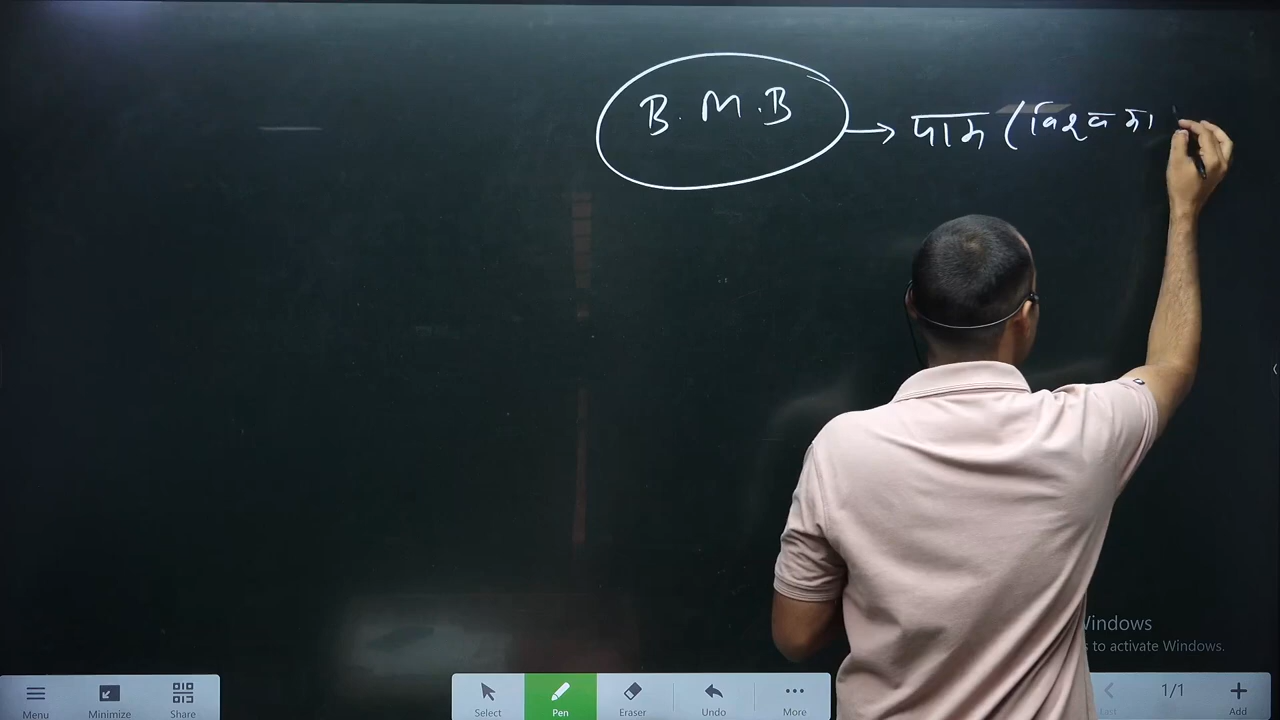 B.M.B → पाम (विश्व मा
Windows
s to activate Windows.
Menu
Minimize
Share
Select
Pen
Eraser
Undo
More
1/1
Add